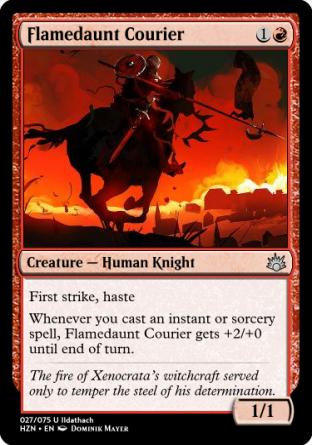 Flamedaunt Courier 1
Creature — Human Knight
First strike, haste
Whenever you cast an instant or sorcery
spell, Flamedaunt Courier gets +2/+0
until end of turn.
The fire of Xenocrata's witchcraft served
only to temper the steel of his determination.
1/1
027/075 U Ildathach
HZN • EN Dominik Mayer